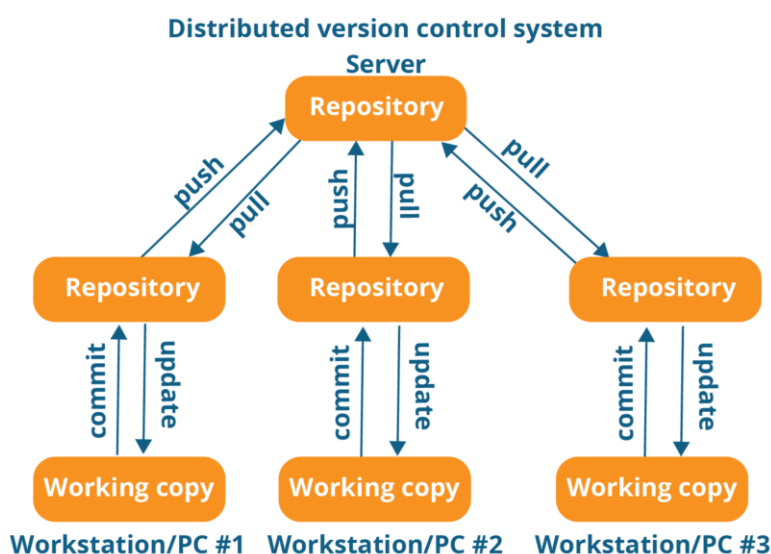 Distributed version control system
Server
Repository
push
pull
push
pull
pull
push
Repository
Repository
Repository
commit
update
commit
update
commit
update
Working copy
Working copy
Working copy
Workstation/PC #1
Workstation/PC #2
Workstation/PC #3